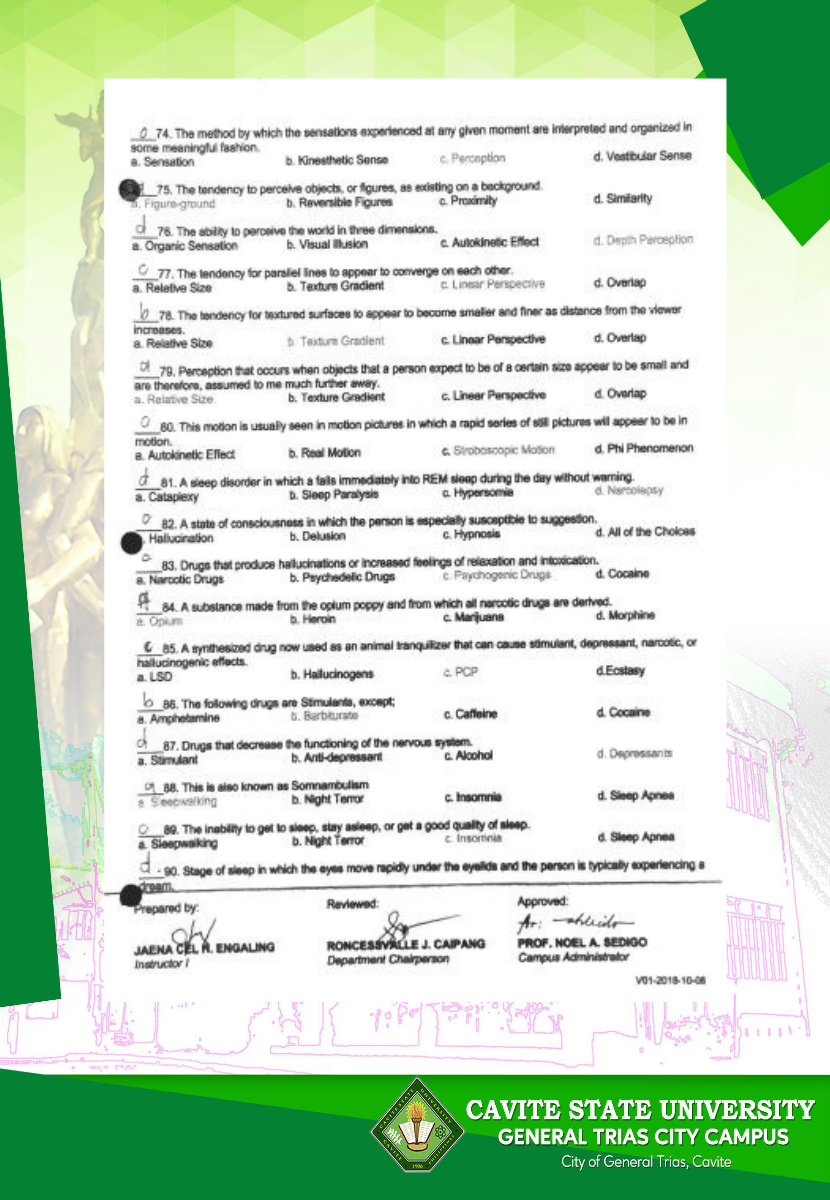 c 74. The method by which the sensations experienced at any given moment are interpreted and organized in
some meaningful fashion.
a. Sensation b. Kinesthetic Sense c. Perception d. Vestibular Sense
75. The tendency to perceive objects, or figures, as existing on a background.
a. Figure-ground b. Reversible Figures c. Proximity d. Similarity
d 76. The ability to perceive the world in three dimensions.
a. Organic Sensation b. Visual Illusion c. Autokinetic Effect d. Depth Perception
c 77. The tendency for parallel lines to appear to converge on each other.
a. Relative Size b. Texture Gradient c. Linear Perspective d. Overlap
b 78. The tendency for textured surfaces to appear to become smaller and finer as distance from the viewer
increases.
a. Relative Size b. Texture Gradient c. Linear Perspective d. Overlap
a 79. Perception that occurs when objects that a person expect to be of a certain size appear to be small and
are therefore, assumed to me much further away.
a. Relative Size b. Texture Gradient c. Linear Perspective d. Overlap
c 80. This motion is usually seen in motion pictures in which a rapid series of still pictures will appear to be in
motion.
a. Autokinetic Effect b. Real Motion c. Stroboscopic Motion d. Phi Phenomenon
d 81. A sleep disorder in which a falls immediately into REM sleep during the day without warning.
a. Cataplexy b. Sleep Paralysis c. Hypersomia d. Narcolepsy
82. A state of consciousness in which the person is especially susceptible to suggestion.
. Hallucination b. Delusion c. Hypnosis d. All of the Choices
83. Drugs that produce hallucinations or increased feelings of relaxation and intoxication.
a. Narcotic Drugs b. Psychedelic Drugs c. Psychogenic Drugs d. Cocaine
84. A substance made from the opium poppy and from which all narcotic drugs are derived.
a. Opium b. Heroin c. Marijuana d. Morphine
c 85. A synthesized drug now used as an animal tranquilizer that can cause stimulant, depressant, narcotic, or
hallucinogenic effects.
a. LSD b. Hallucinogens c. PCP d.Ecstasy
b 86. The following drugs are Stimulants, except;
a. Amphetamine b. Barbiturate c. Caffeine d. Cocaine
d 87. Drugs that decrease the functioning of the nervous system.
a. Stimulant b. Anti-depressant c. Alcohol d. Depressants
a 88. This is also known as Somnambulism
a Sleepwalking b. Night Terror c. Insomnia d. Sleep Apnea
c 89. The inability to get to sleep, stay asleep, or get a good quality of sleep.
a. Sleepwalking b. Night Terror c. Insomnia d. Sleep Apnea
d - 90. Stage of sleep in which the eyes move rapidly under the eyelids and the person is typically experiencing a
dream.
Prepared by: Reviewed: Approved:
JAENA CEL H. ENGALING RONCESSVALLE J. CAIPANG PROF. NOEL A. SEDIGO
Instructor I Department Chairperson Campus Administrator
V01-2018-10-08
CAVITE STATE UNIVERSITY
GENERAL TRIAS CITY CAMPUS
City of General Trias, Cavite
1906